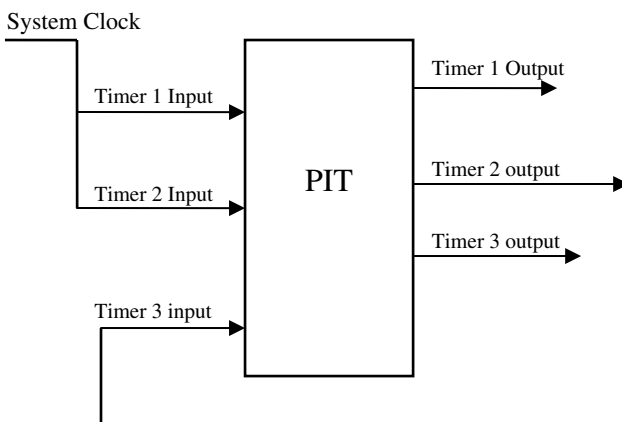 System Clock
Timer 1 Input
Timer 1 Output
PIT
Timer 2 Input
Timer 2 output
Timer 3 output
Timer 3 input